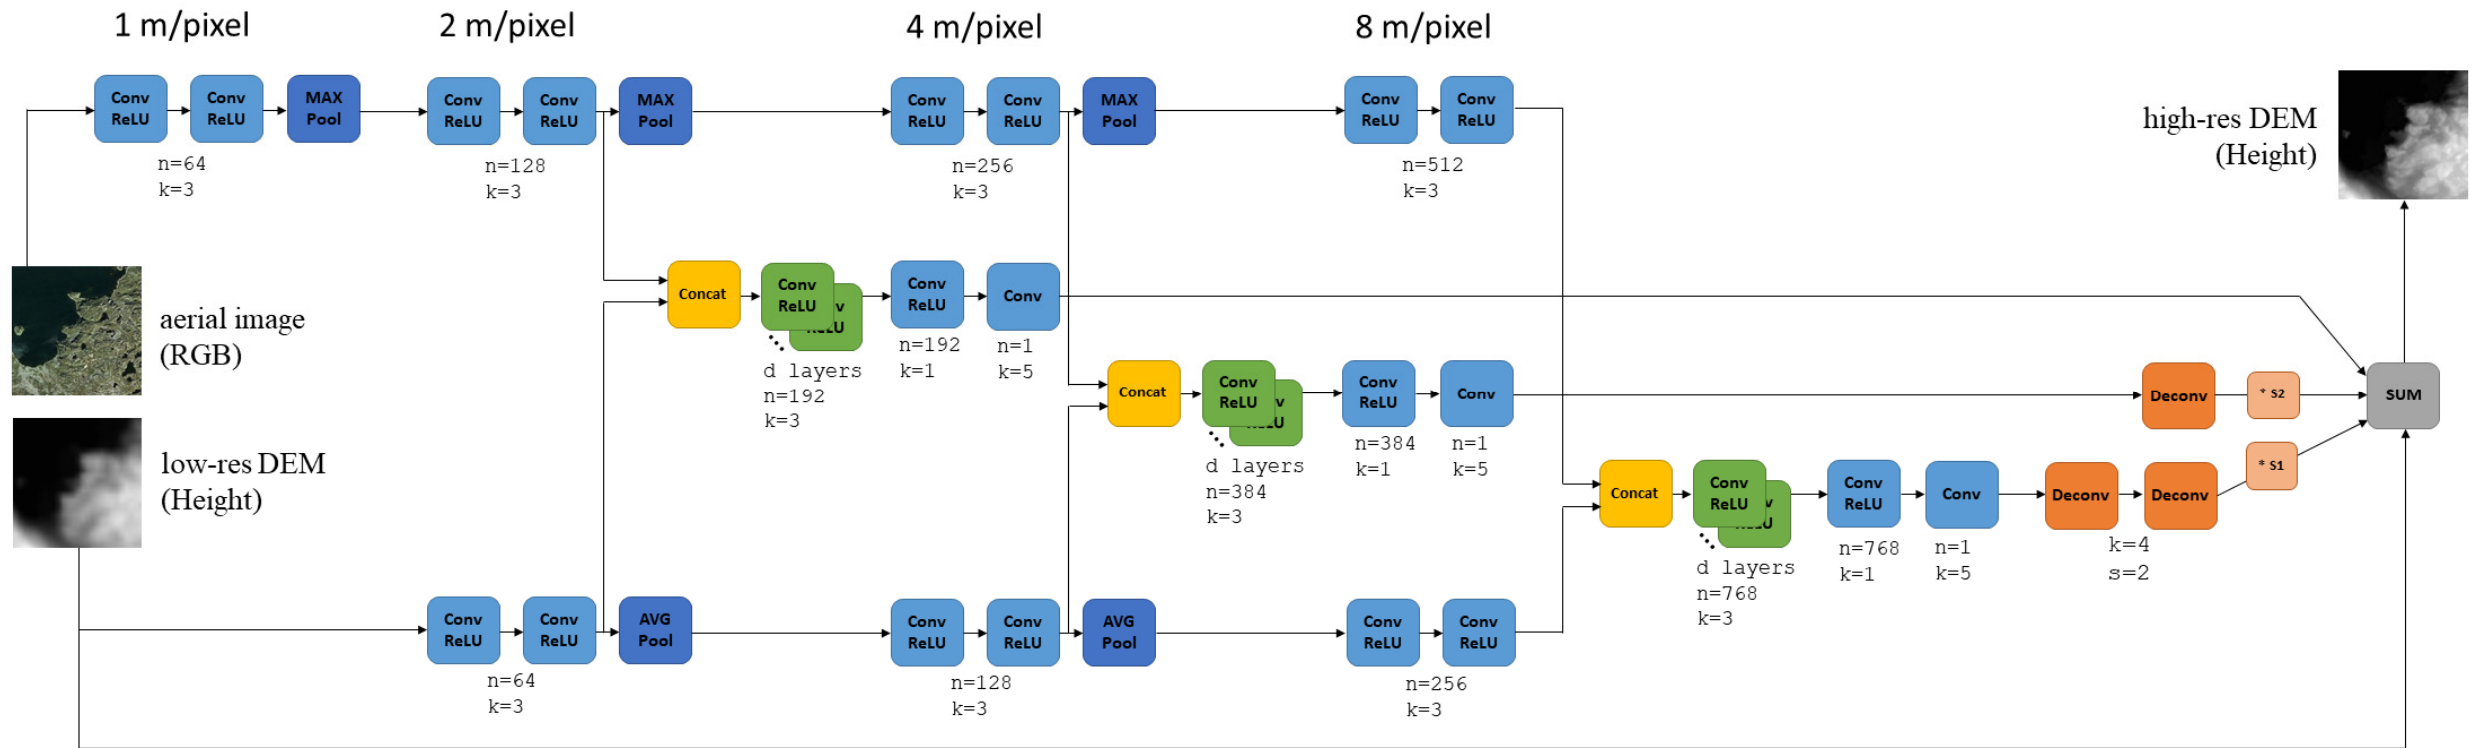 1 m/pixel
2 m/pixel
4 m/pixel
8 m/pixel
Conv
ReLU
Conv
ReLU
MAX
Pool
n=64
k=3
Conv
ReLU
Conv
ReLU
MAX
Pool
n=128
k=3
Conv
ReLU
Conv
ReLU
MAX
Pool
n=256
k=3
Conv
ReLU
Conv
ReLU
n=512
k=3
high-res DEM
(Height)
aerial image
(RGB)
Concat
Conv
ReLU
v
ReLU
d layers
n=192
k=3
Conv
ReLU
n=192
k=1
Conv
n=1
k=5
Concat
Conv
ReLU
v
ReLU
d layers
n=384
k=3
Conv
ReLU
n=384
k=1
Conv
n=1
k=5
Deconv
* S2
SUM
low-res DEM
(Height)
Concat
Conv
ReLU
v
ReLU
d layers
n=768
k=3
Conv
ReLU
n=768
k=1
Conv
n=1
k=5
Deconv
Deconv
k=4
s=2
* S1
Conv
ReLU
Conv
ReLU
AVG
Pool
n=64
k=3
Conv
ReLU
Conv
ReLU
AVG
Pool
n=128
k=3
Conv
ReLU
Conv
ReLU
n=256
k=3